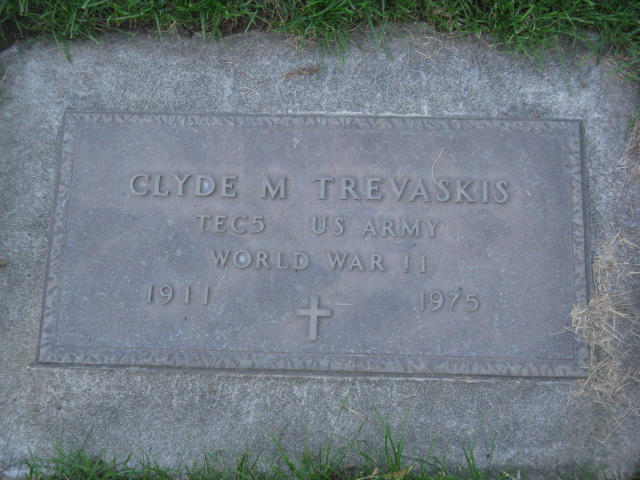 CLYDE M TREVASKIS
TEC5 US ARMY
WORLD WAR II
1911 1975